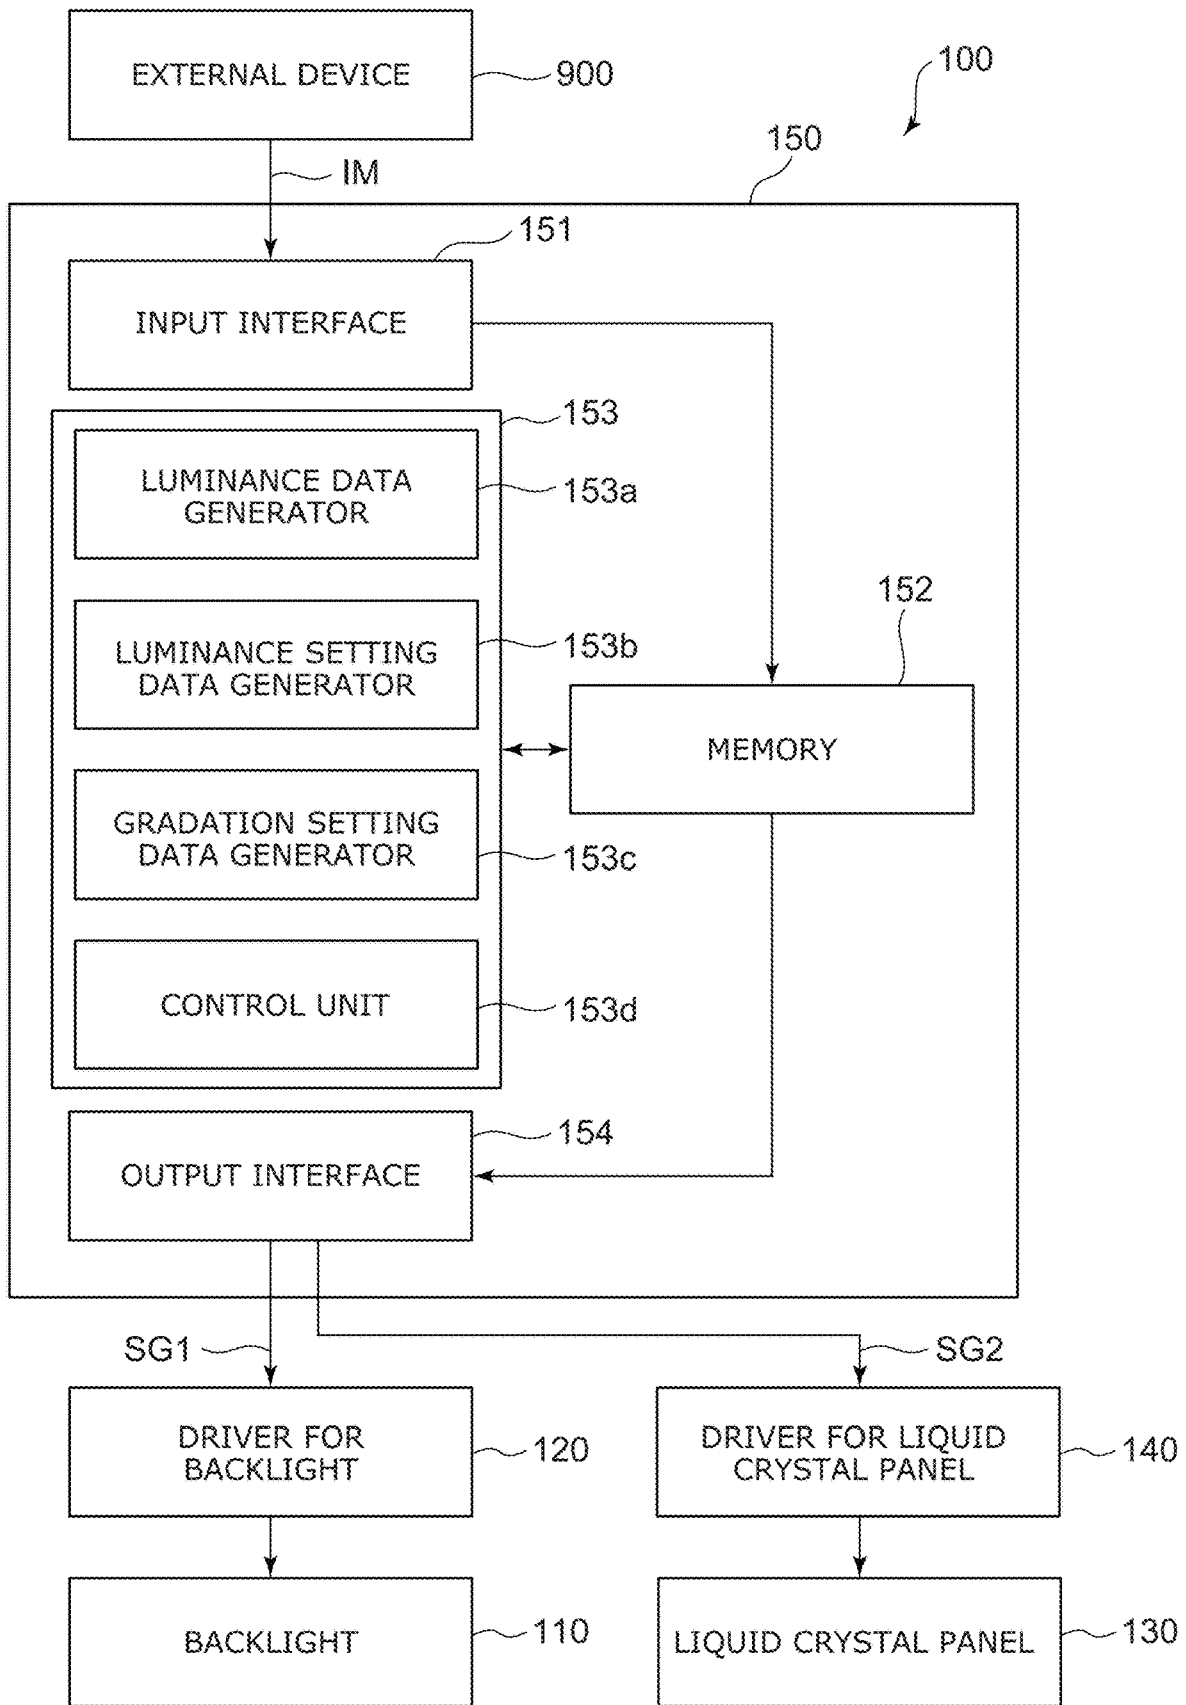 EXTERNAL DEVICE
900
100
150
IM
151
INPUT INTERFACE
153
LUMINANCE DATA
GENERATOR
153a
152
LUMINANCE SETTING
DATA GENERATOR
153b
MEMORY
GRADATION SETTING
DATA GENERATOR
153c
CONTROL UNIT
153d
154
OUTPUT INTERFACE
SG1
SG2
DRIVER FOR
BACKLIGHT
120
DRIVER FOR LIQUID
CRYSTAL PANEL
140
BACKLIGHT
110
LIQUID CRYSTAL PANEL
130